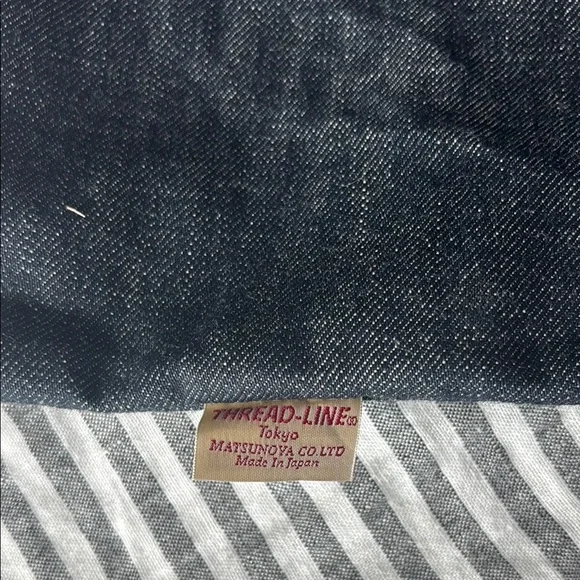 THREAD-LINE®
Tokyo
MATSUNOYA CO.LTD
Made In Japan